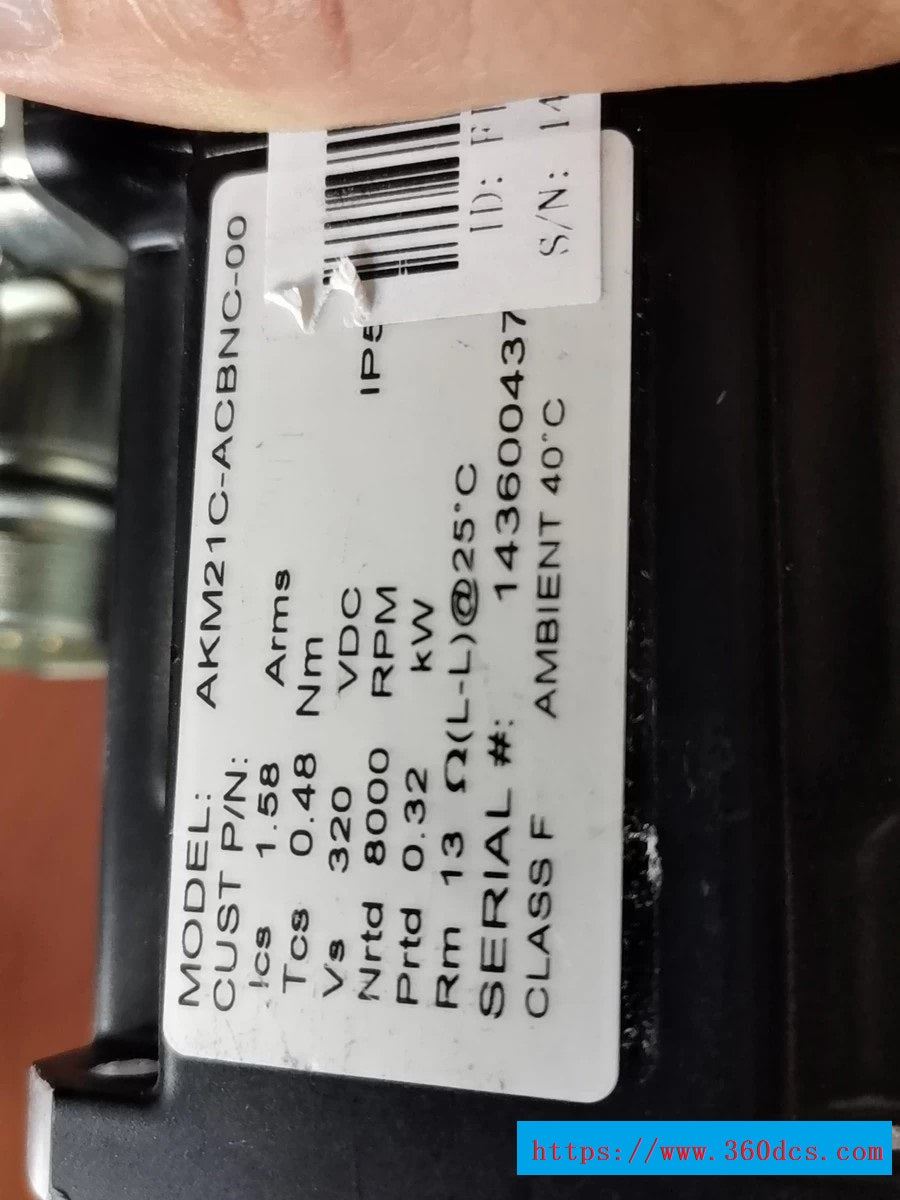 MODEL: AKM21C-ACBNC-00
CUST P/N:
Ics 1.58 Arms
Tcs 0.48 Nm
Vs 320 VDC
Nrtd 8000 RPM
Prtd 0.32 kW
Rm 13 Ω(L-L)@25°C
SERIAL #: 143600437
CLASS F AMBIENT 40°C
ID:
S/N: 14
https://www.360dcs.com